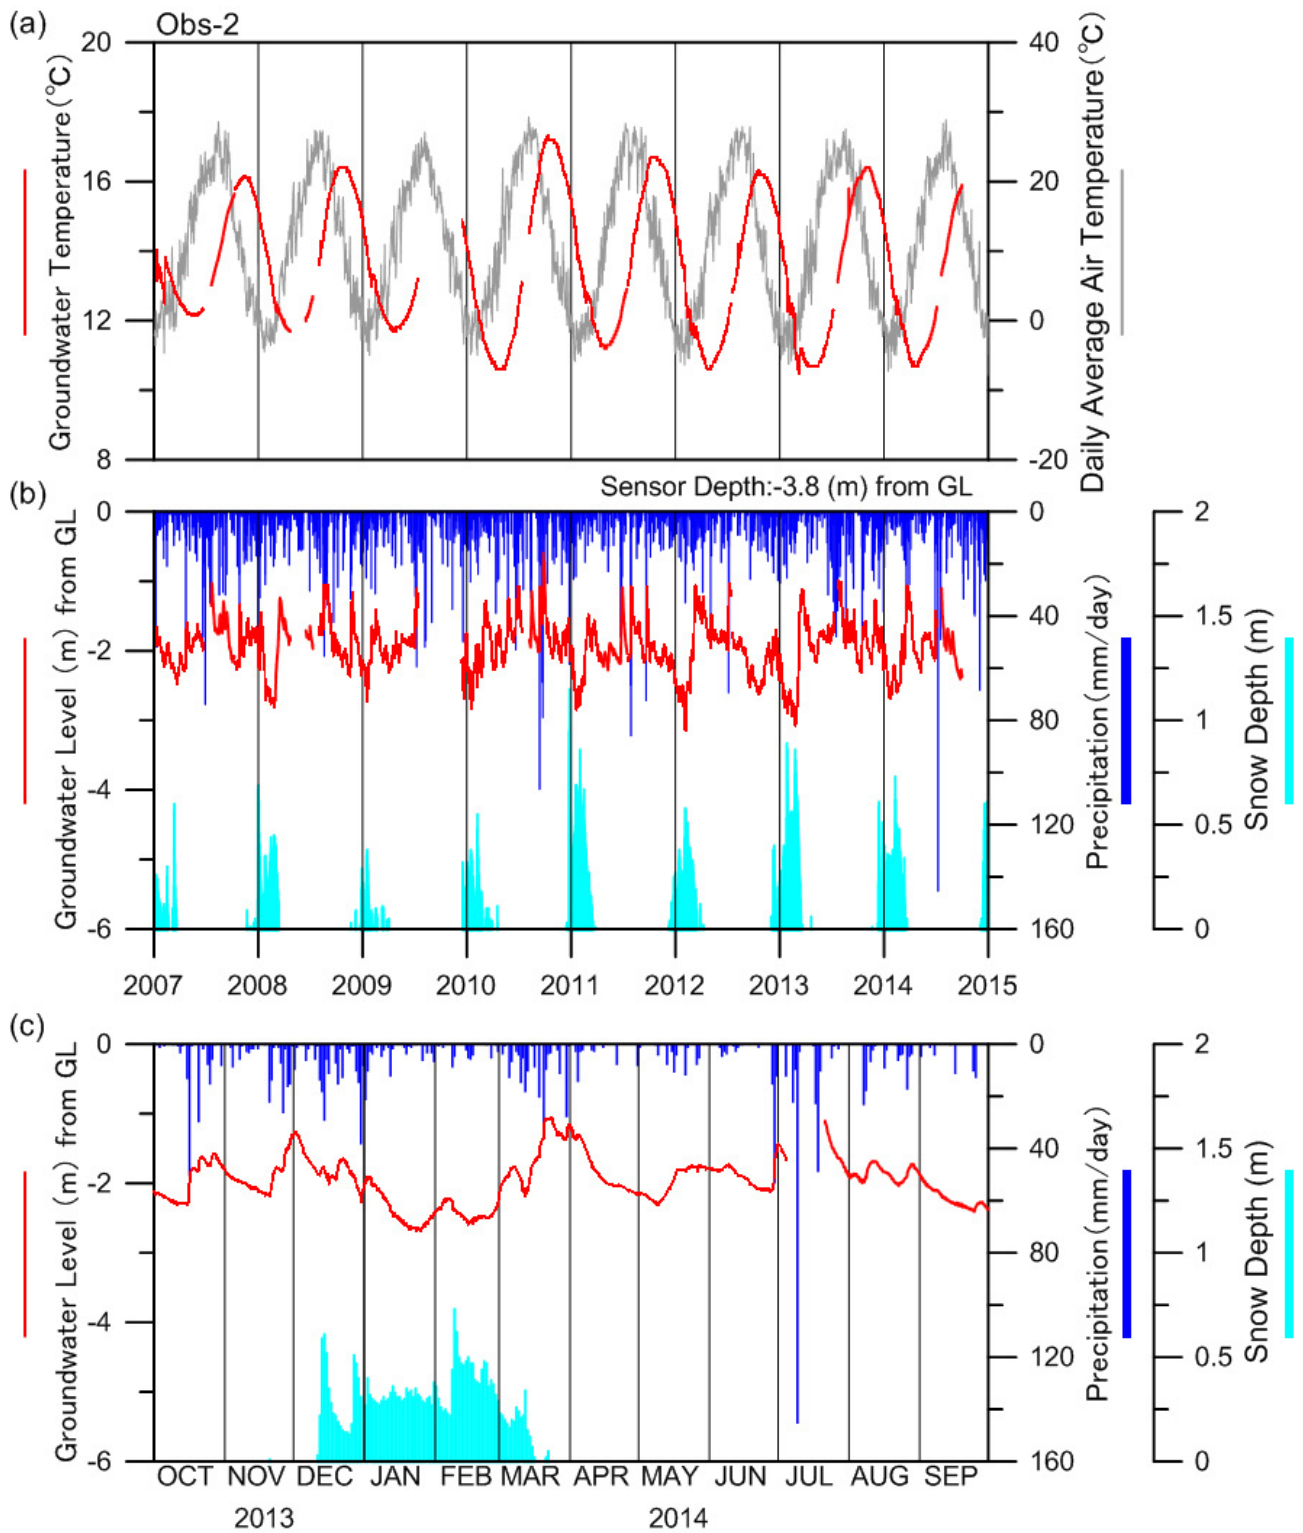 (a)
Obs-2
Groundwater Temperature(℃)
20
16
12
8
40
20
0
-20
Daily Average Air Temperature(℃)
(b)
Sensor Depth:-3.8 (m) from GL
Groundwater Level (m) from GL
0
-2
-4
-6
0
40
80
120
160
Precipitation(mm/day)
2
1.5
1
0.5
0
Snow Depth(m)
2007 2008 2009 2010 2011 2012 2013 2014 2015
(c)
Groundwater Level (m) from GL
0
-2
-4
-6
0
40
80
120
160
Precipitation(mm/day)
2
1.5
1
0.5
0
Snow Depth(m)
OCT NOV DEC JAN FEB MAR APR MAY JUN JUL AUG SEP
2013 2014